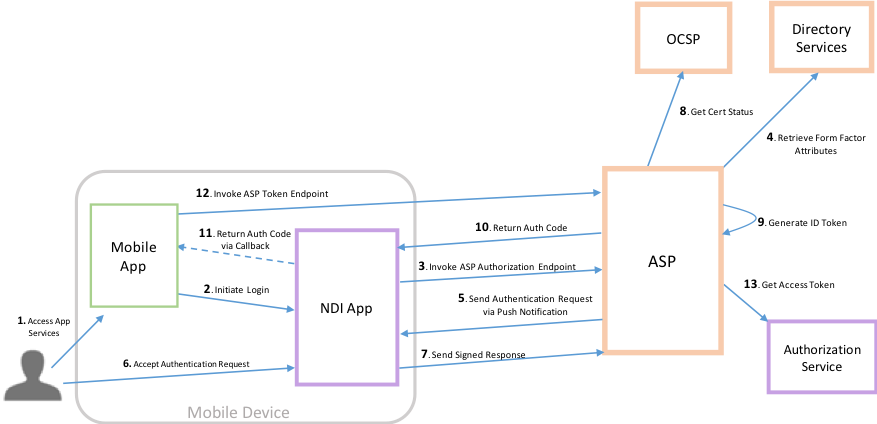 OCSP
Directory
Services
8. Get Cert Status
4. Retrieve Form Factor
Attributes
12. Invoke ASP Token Endpoint
Mobile
App
11. Return Auth Code
via Callback
10. Return Auth Code
9. Generate ID Token
3. Invoke ASP Authorization Endpoint
ASP
2. Initiate Login
NDI App
5. Send Authentication Request
via Push Notification
13. Get Access Token
1. Access App
Services
6. Accept Authentication Request
7. Send Signed Response
Authorization
Service
Mobile Device